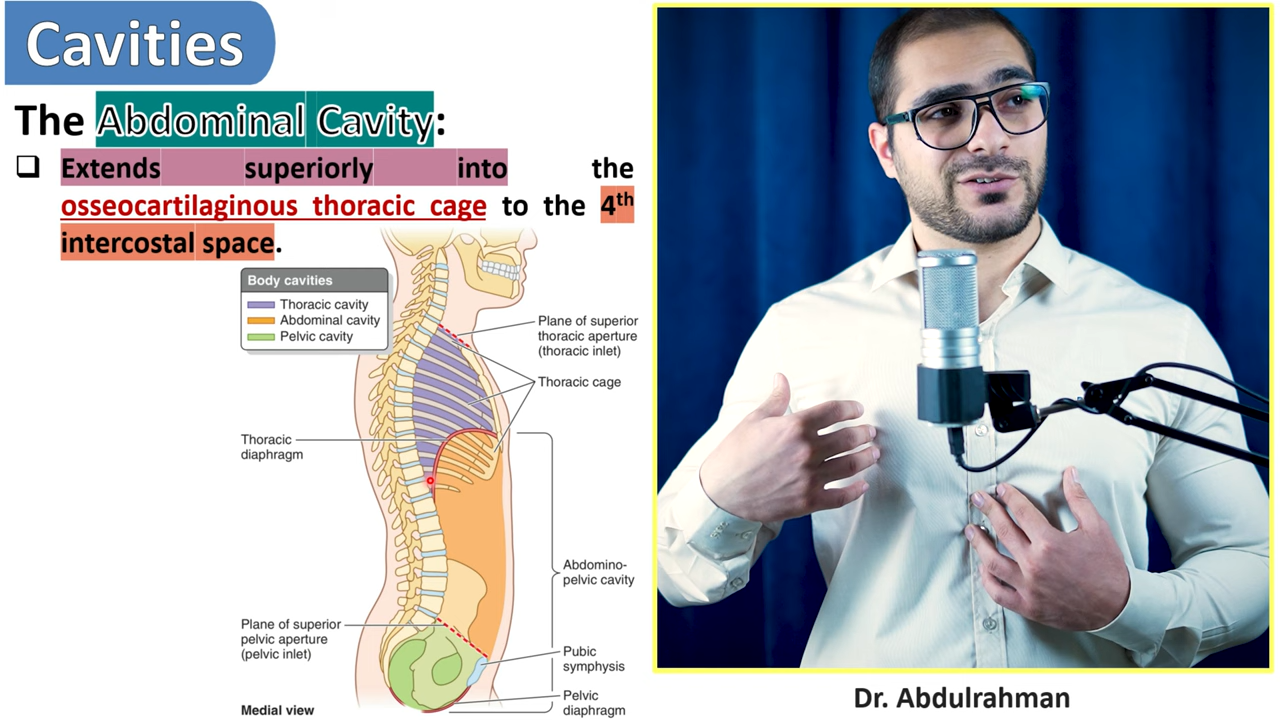 Cavities
The Abdominal Cavity:
❑ Extends superiorly into the
osseocartilaginous thoracic cage to the 4th
intercostal space.
Body cavities
Thoracic cavity
Abdominal cavity
Pelvic cavity
Plane of superior
thoracic aperture
(thoracic inlet)
Thoracic cage
Thoracic
diaphragm
Abdomino-
pelvic cavity
Plane of superior
pelvic aperture
(pelvic inlet)
Pubic
symphysis
Pelvic
diaphragm
Medial view
Dr. Abdulrahman